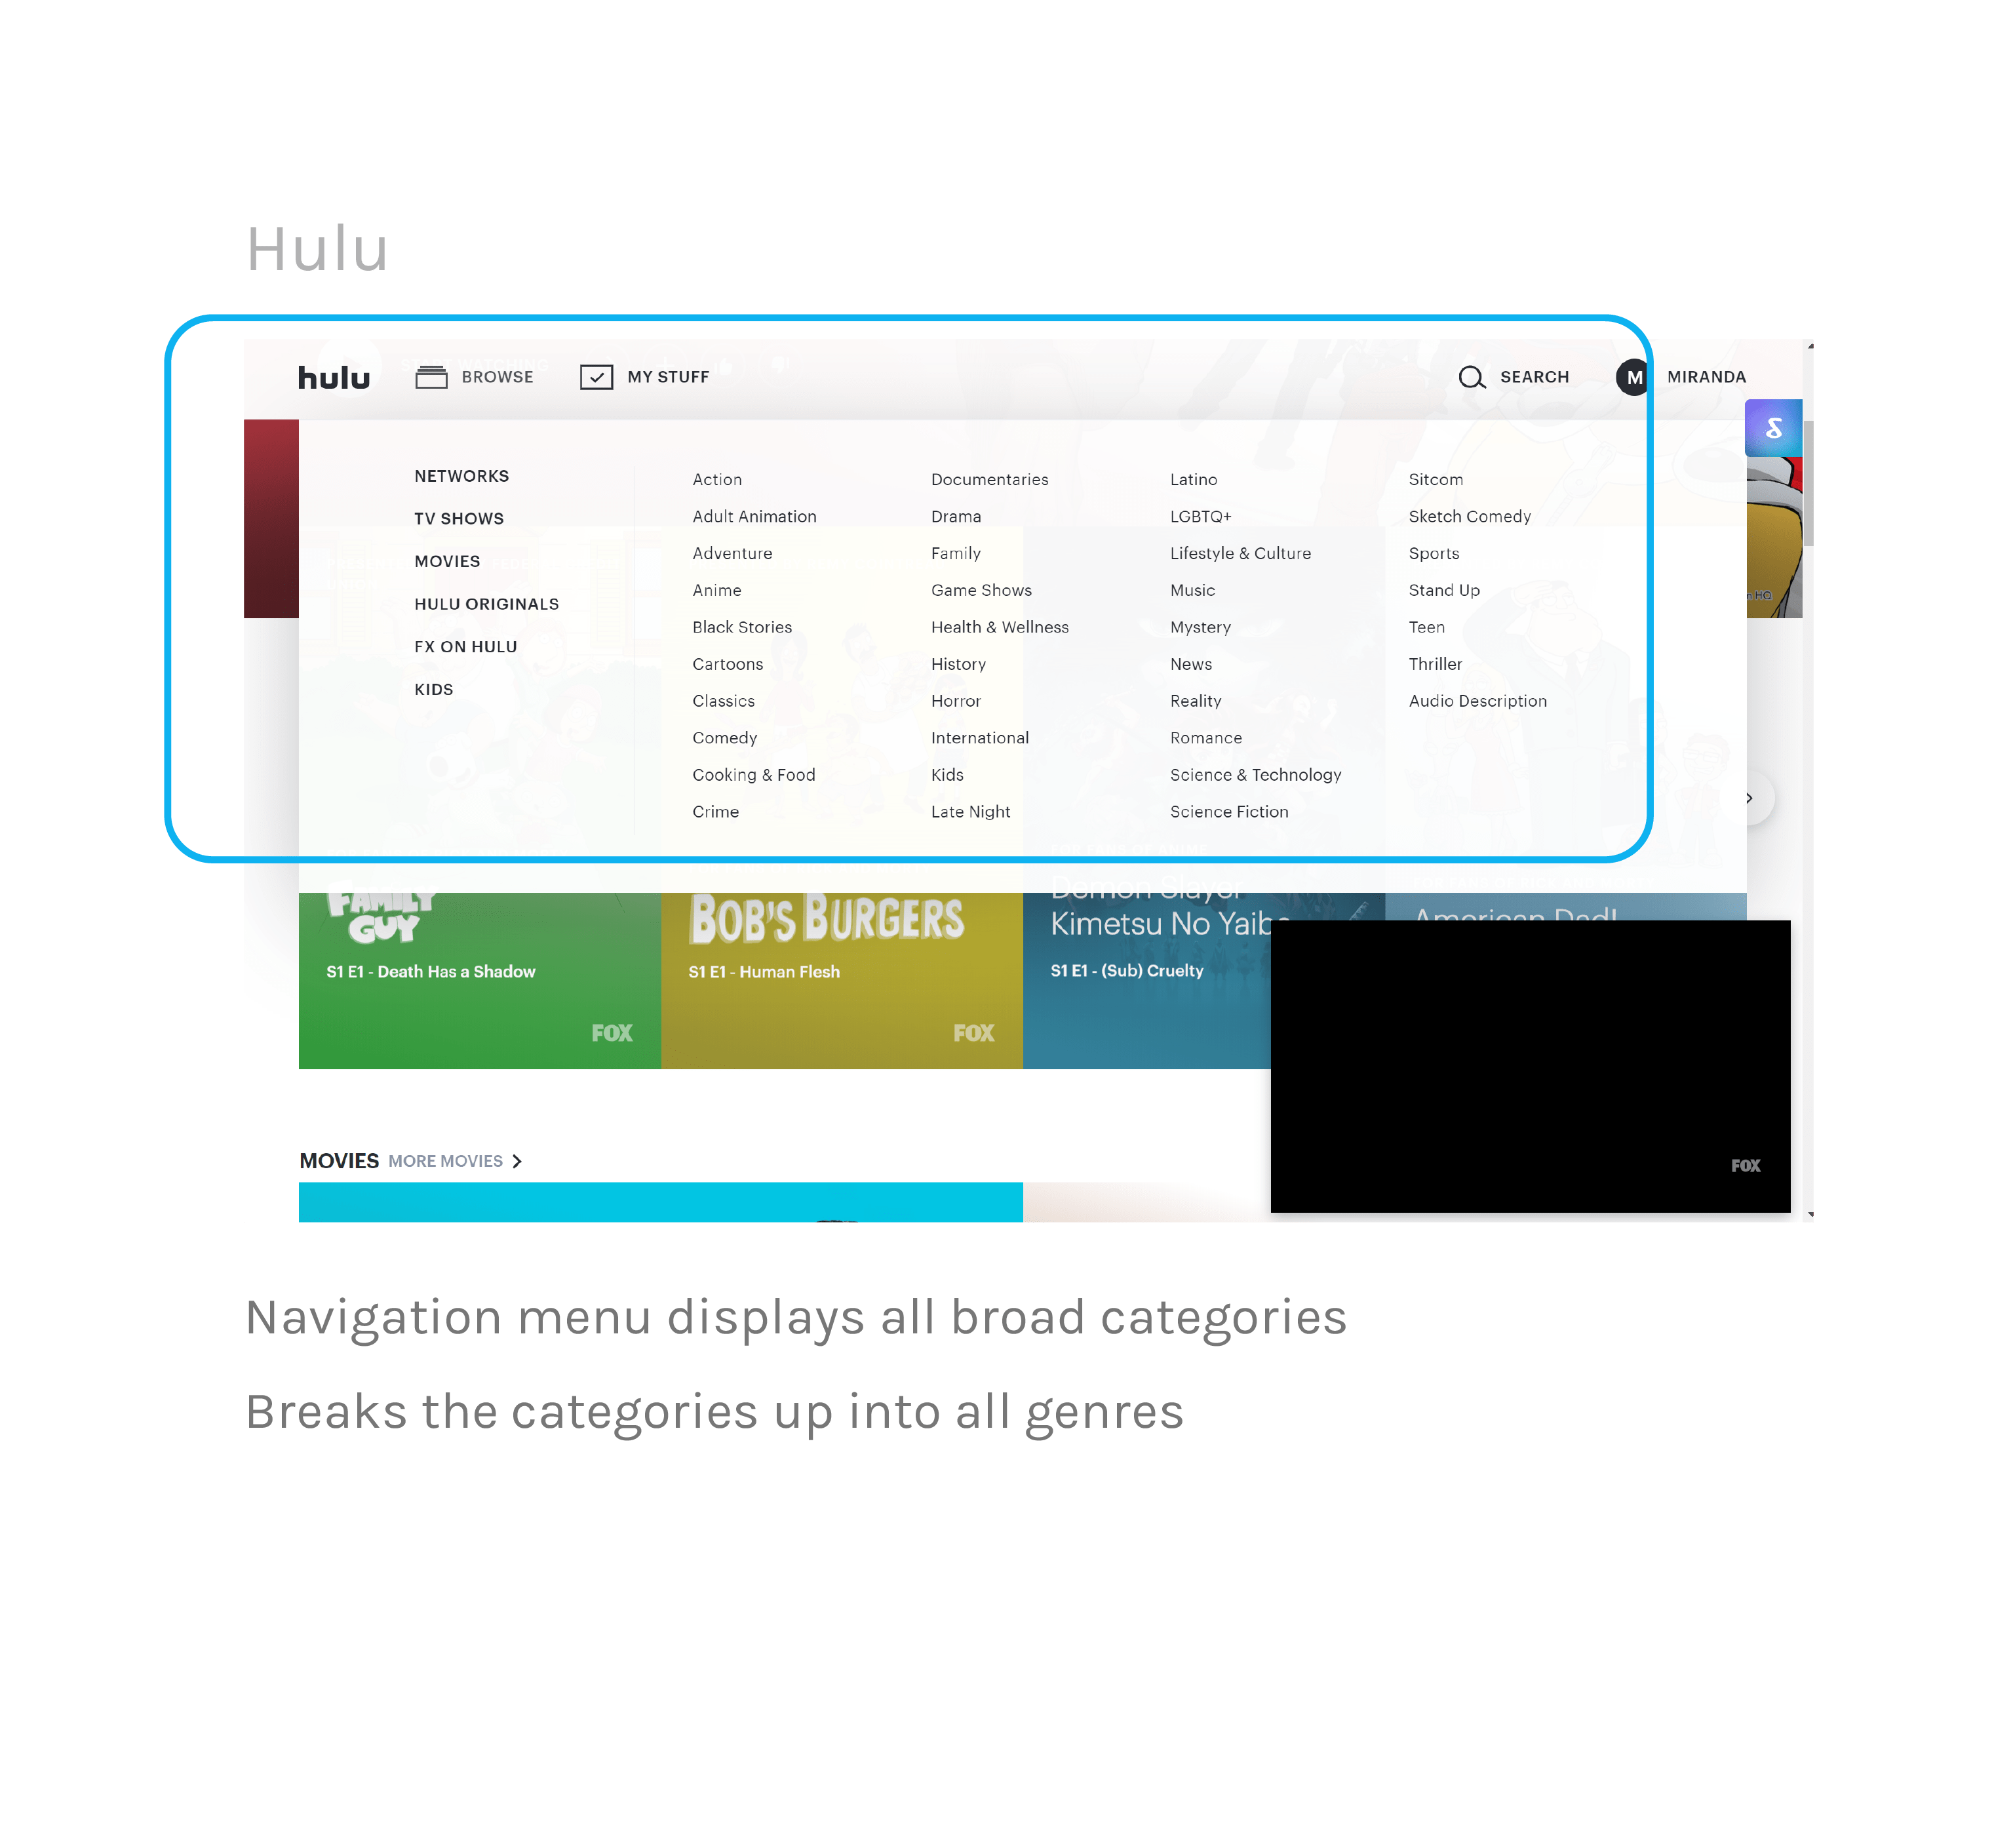 Hulu
hulu BROWSE MY STUFF SEARCH M MIRANDA
NETWORKS
TV SHOWS
MOVIES
HULU ORIGINALS
FX ON HULU
KIDS
Action
Adult Animation
Adventure
Anime
Black Stories
Cartoons
Classics
Comedy
Cooking & Food
Crime
Documentaries
Drama
Family
Game Shows
Health & Wellness
History
Horror
International
Kids
Late Night
Latino
LGBTQ+
Lifestyle & Culture
Music
Mystery
News
Reality
Romance
Science & Technology
Science Fiction
Sitcom
Sketch Comedy
Sports
Stand Up
Teen
Thriller
Audio Description
HQ
FAMILY
GUY
S1 E1 - Death Has a Shadow
FOX
BOB'S BURGERS
S1 E1 - Human Flesh
FOX
Demon Slayer
Kimetsu No Yaiba
S1 E1 - (Sub) Cruelty
American Dad!
FOX
MOVIES MORE MOVIES
Navigation menu displays all broad categories
Breaks the categories up into all genres